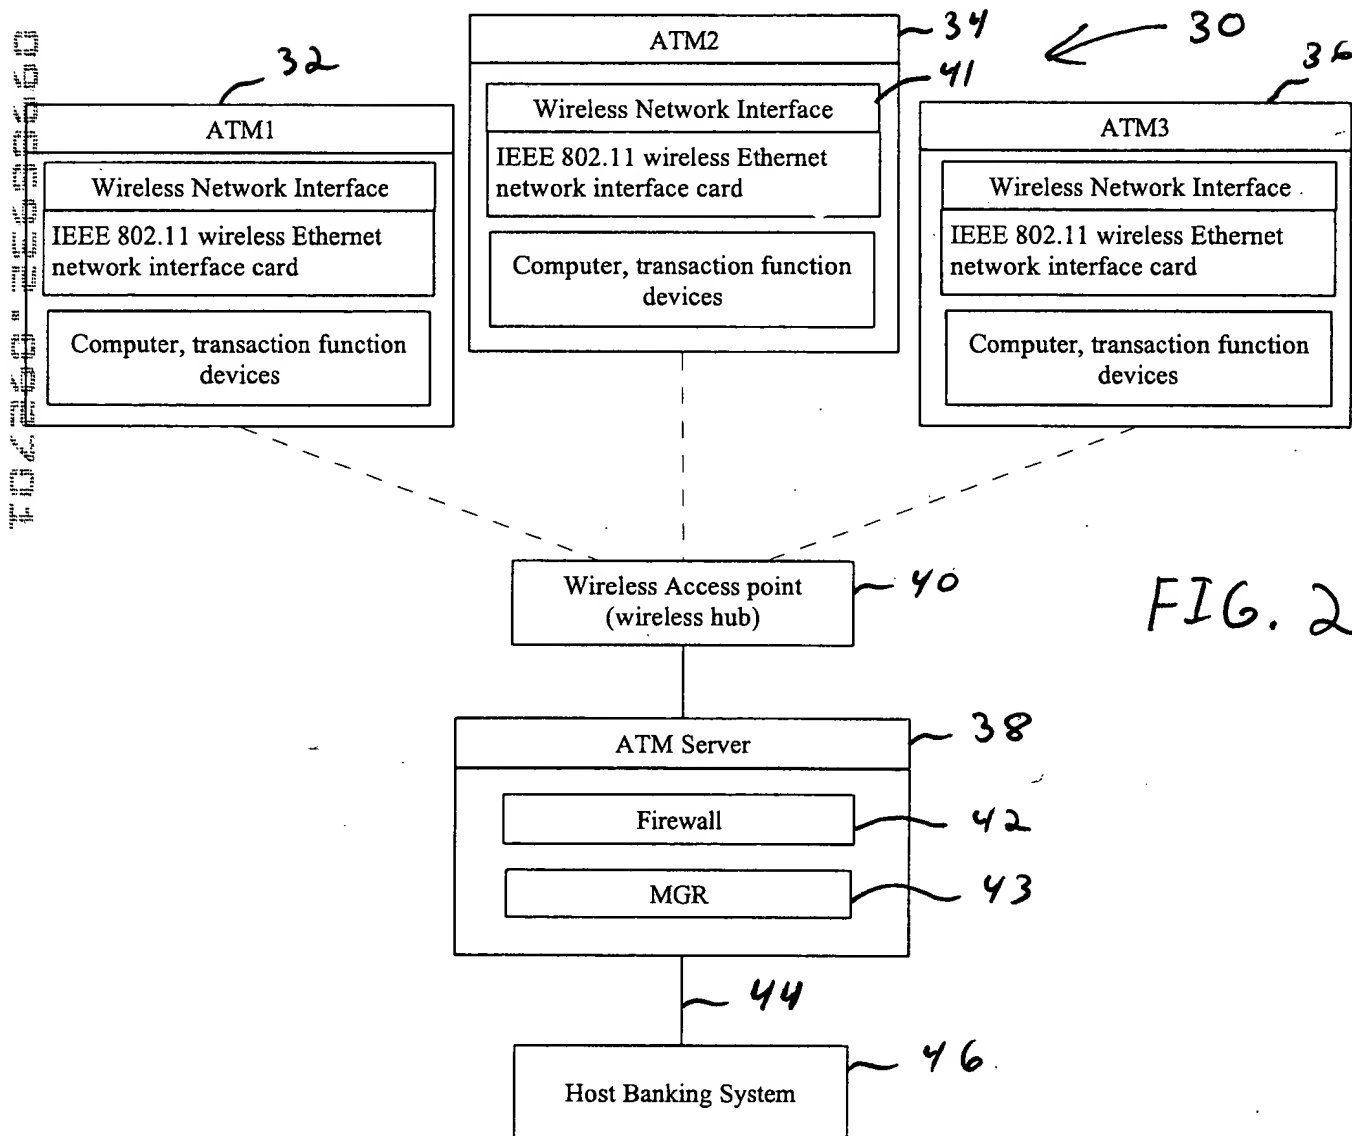 30
34
ATM2
41
Wireless Network Interface
IEEE 802.11 wireless Ethernet
network interface card
Computer, transaction function
devices
32
ATM1
Wireless Network Interface
IEEE 802.11 wireless Ethernet
network interface card
Computer, transaction function
devices
36
ATM3
Wireless Network Interface
IEEE 802.11 wireless Ethernet
network interface card
Computer, transaction function
devices
Wireless Access point
(wireless hub)
40
FIG. 2
ATM Server
38
Firewall
42
MGR
43
44
Host Banking System
46